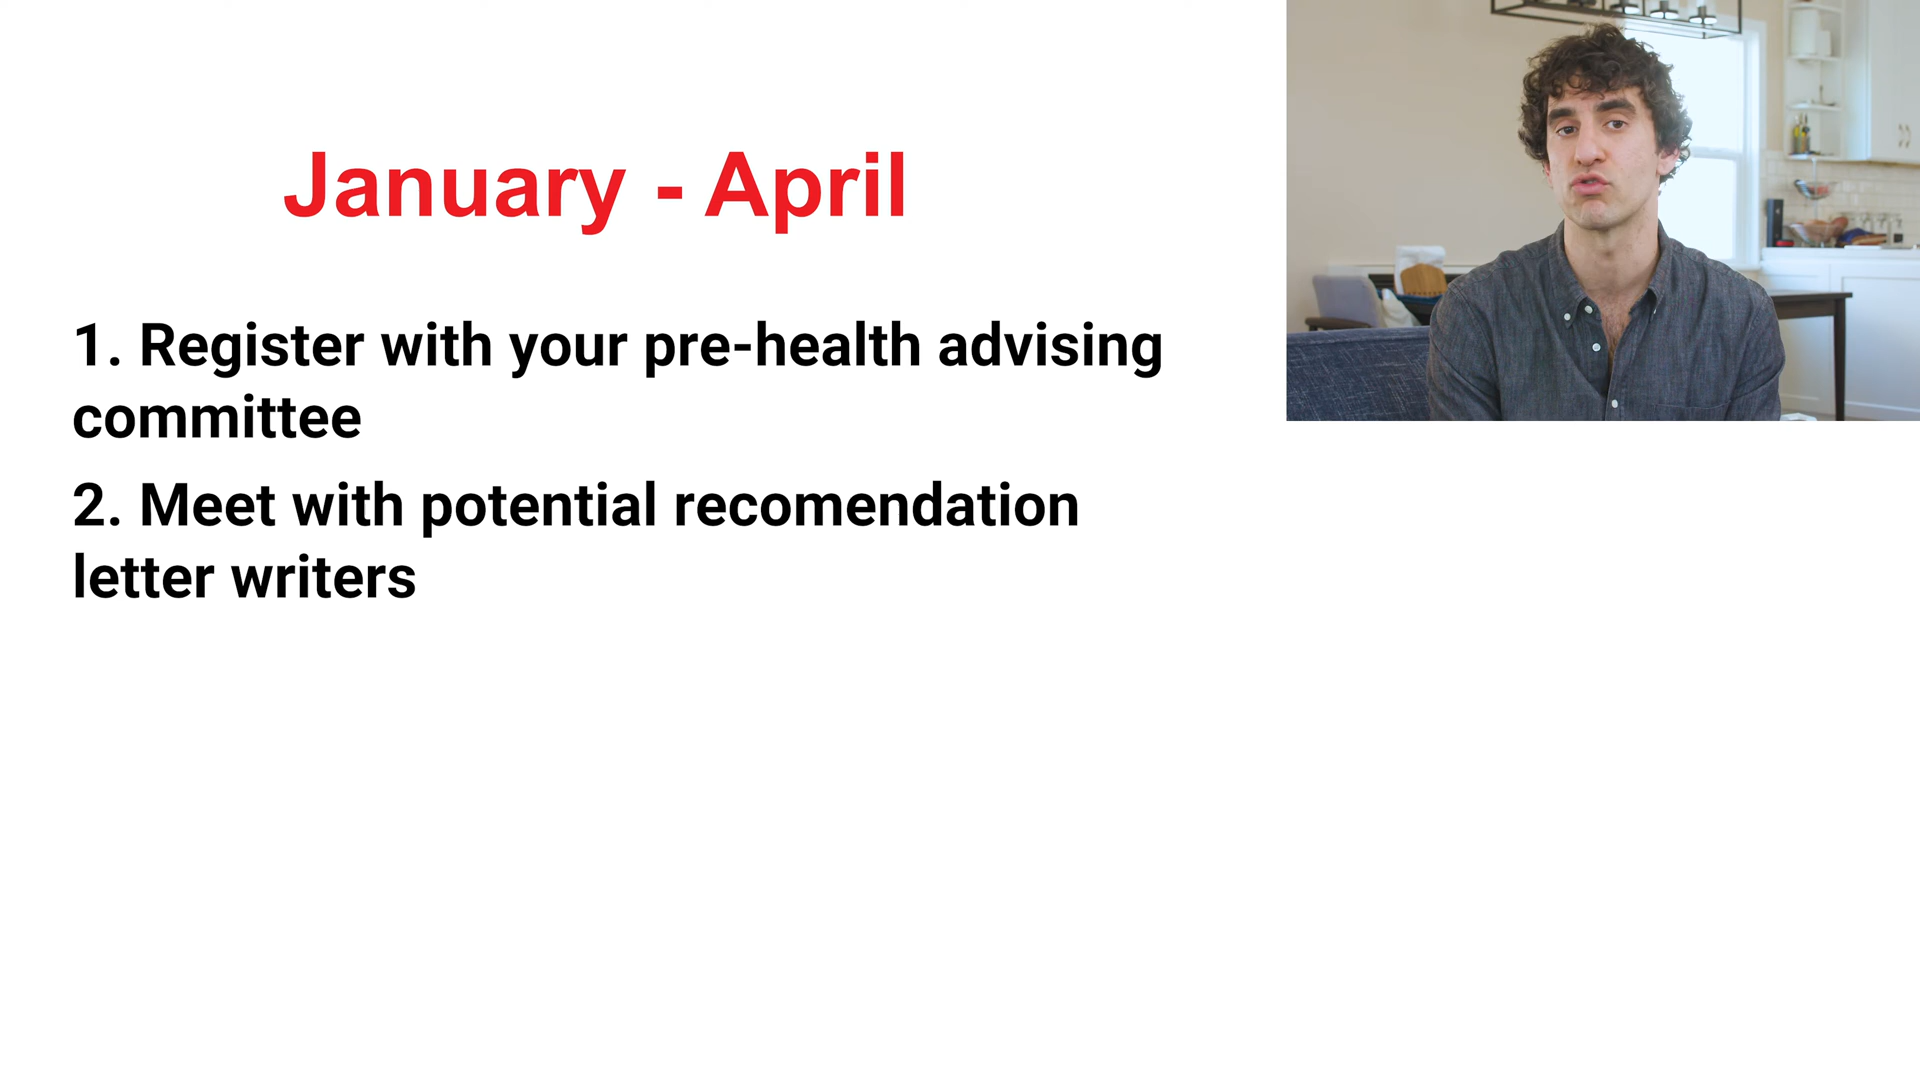 January - April
1. Register with your pre-health advising
committee
2. Meet with potential recomendation
letter writers